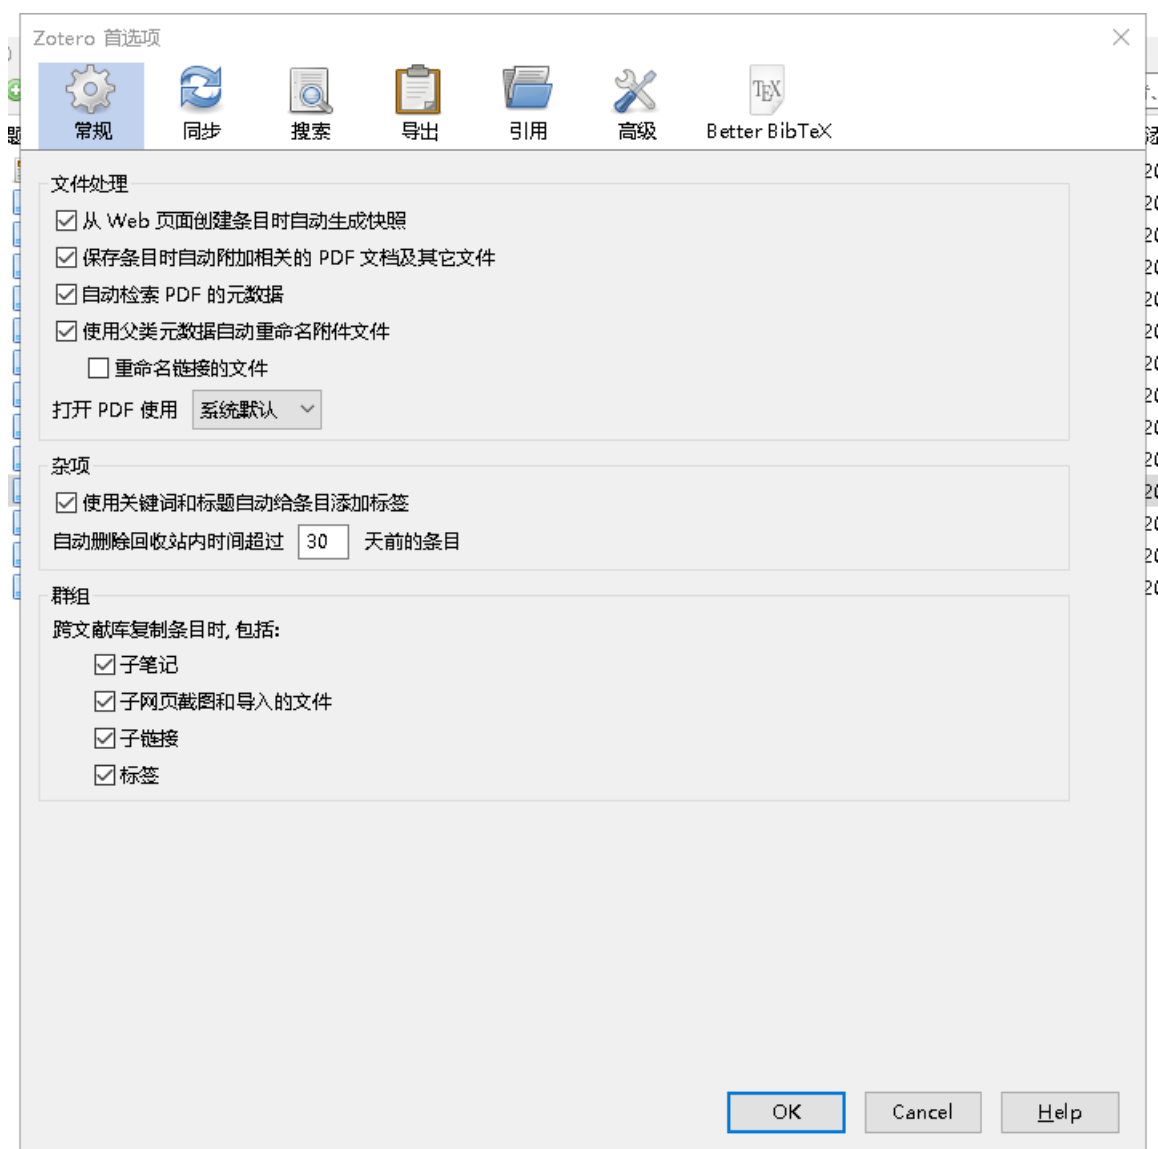 Zotero 首选项
常规 同步 搜索 导出 引用 高级 TEX Better BibTeX
文件处理
从 Web 页面创建条目时自动生成快照
保存条目时自动附加相关的 PDF 文档及其它文件
自动检索 PDF 的元数据
使用父类元数据自动重命名附件文件
重命名链接的文件
打开 PDF 使用 系统默认
杂项
使用关键词和标题自动给条目添加标签
自动删除回收站内时间超过 30 天前的条目
群组
跨文献库复制条目时, 包括:
子笔记
子网页截图和导入的文件
子链接
标签
OK Cancel Help